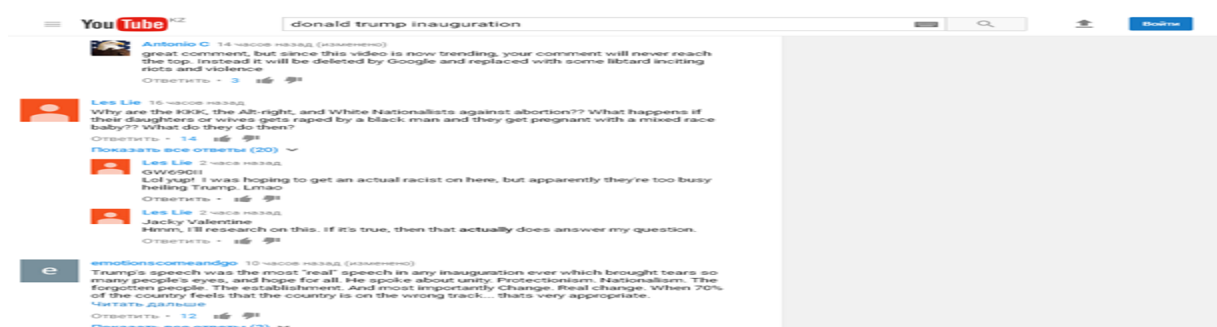 YouTube KZ donald trump inauguration Войти
Antonio C 14 часов назад (изменено)
great comment, but since this video is now trending, your comment will never reach
the top. Instead it will be deleted by Google and replaced with some libtard inciting
riots and violence
Ответить • 3
Les Lie 16 часов назад
Why are the KKK, the Alt-right, and White Nationalists against abortion?? What happens if
their daughters or wives gets raped by a black man and they get pregnant with a mixed race
baby?? What do they do then?
Ответить • 14
Показать все ответы (20)
Les Lie 2 часа назад
GW690II
Lol yup! I was hoping to get an actual racist on here, but apparently they're too busy
heiling Trump. Lmao
Ответить •
Les Lie 2 часа назад
Jacky Valentine
Hmm, I'll research on this. If it's true, then that actually does answer my question.
Ответить •
e
emotionscomeandgo 10 часов назад (изменено)
Trump's speech was the most "real" speech in any inauguration ever which brought tears so
many people's eyes, and hope for all. He spoke about unity. Protectionism. Nationalism. The
forgotten people. The establishment. And most importantly Change. Real change. When 70%
of the country feels that the country is on the wrong track... thats very appropriate.
Читать дальше
Ответить • 12
Показать все ответы (2)